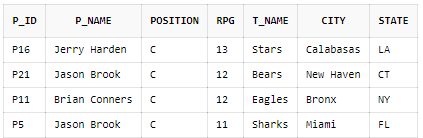 P_ID P_NAME POSITION RPG T_NAME CITY STATE
P16 Jerry Harden C 13 Stars Calabasas LA
P21 Jason Brook C 12 Bears New Haven CT
P11 Brian Conners C 12 Eagles Bronx NY
P5 Jason Brook C 11 Sharks Miami FL